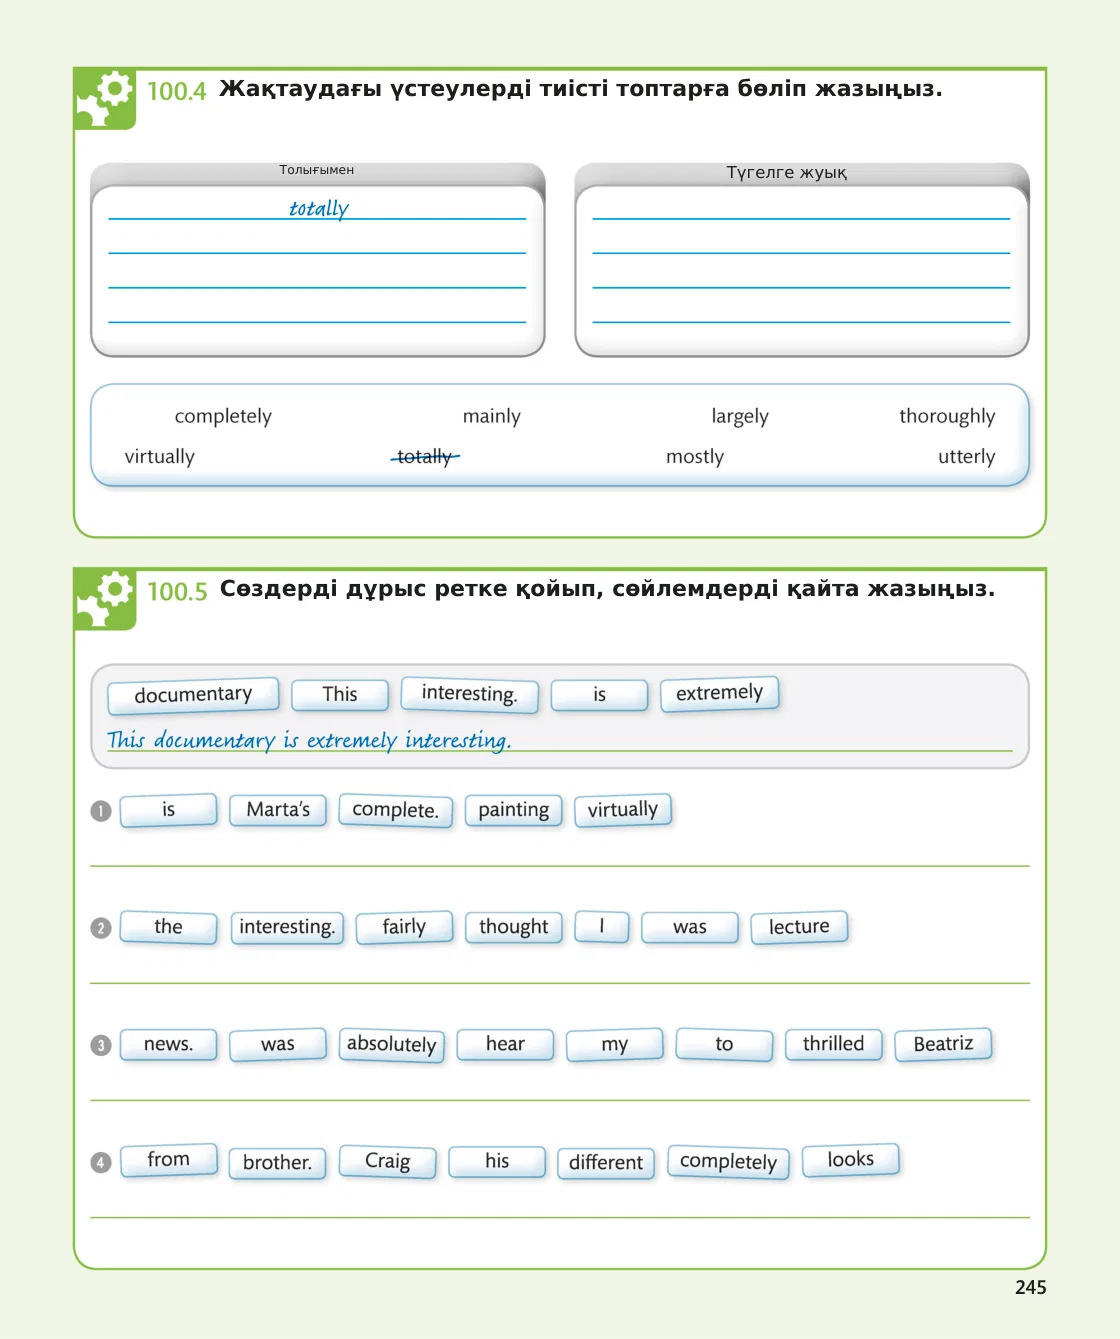 100.4 Жақтаудағы үстеулерді тиісті топтарға бөліп жазыңыз.
Толығымен
Түгелге жуық
totally
completely mainly largely thoroughly
virtually totally mostly utterly
100.5 Сөздерді дұрыс ретке қойып, сөйлемдерді қайта жазыңыз.
documentary This interesting. is extremely
This documentary is extremely interesting.
1 is Marta's complete. painting virtually
2 the interesting. fairly thought I was lecture
3 news. was absolutely hear my to thrilled Beatriz
4 from brother. Craig his different completely looks
245